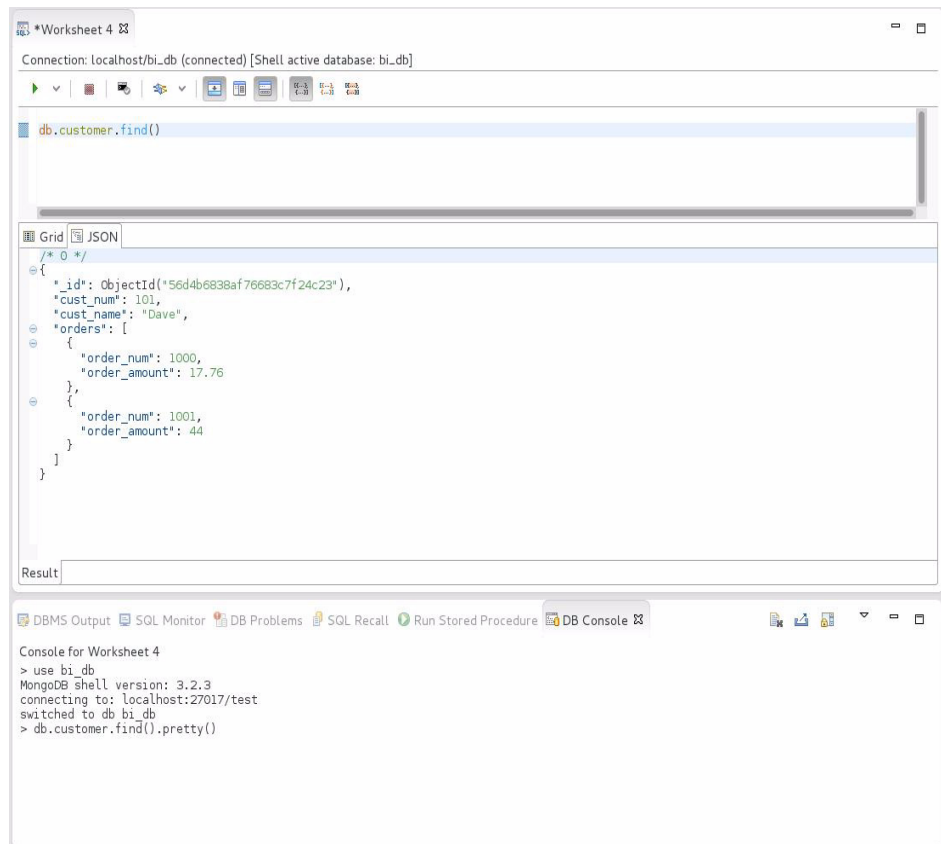 *Worksheet 4
Connection: localhost/bi_db (connected) [Shell active database: bi_db]
db.customer.find()
Grid JSON
/* 0 */
{
"_id": ObjectId("56d4b6838af76683c7f24c23"),
"cust_num": 101,
"cust_name": "Dave",
"orders": [
{
"order_num": 1000,
"order_amount": 17.76
},
{
"order_num": 1001,
"order_amount": 44
}
]
}
Result
DBMS Output SQL Monitor DB Problems SQL Recall Run Stored Procedure DB Console
Console for Worksheet 4
> use bi_db
MongoDB shell version: 3.2.3
connecting to: localhost:27017/test
switched to db bi_db
> db.customer.find().pretty()